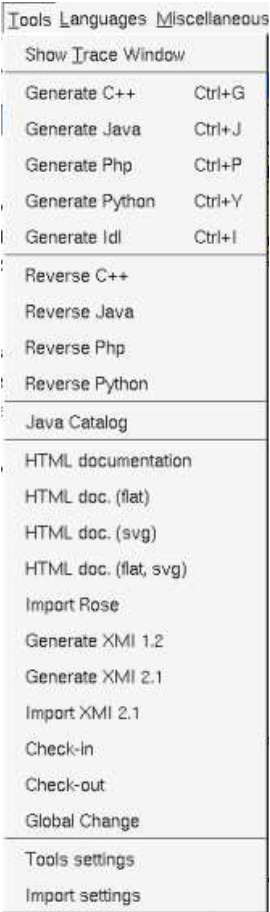 Tools Languages Miscellaneous
Show Trace Window
Generate C++ Ctrl+G
Generate Java Ctrl+J
Generate Php Ctrl+P
Generate Python Ctrl+Y
Generate Idl Ctrl+I
Reverse C++
Reverse Java
Reverse Php
Reverse Python
Java Catalog
HTML documentation
HTML doc. (flat)
HTML doc. (svg)
HTML doc. (flat, svg)
Import Rose
Generate XMI 1.2
Generate XMI 2.1
Import XMI 2.1
Check-in
Check-out
Global Change
Tools settings
Import settings